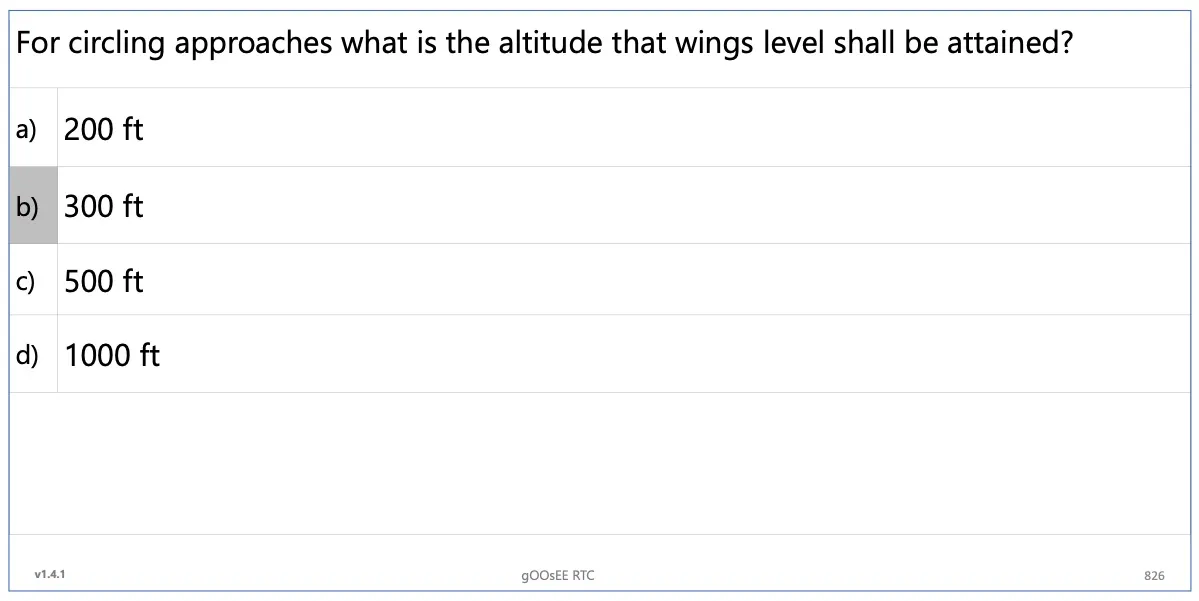 For circling approaches what is the altitude that wings level shall be attained?
a) 200 ft
b) 300 ft
c) 500 ft
d) 1000 ft
v1.4.1 gOOsEE RTC 826